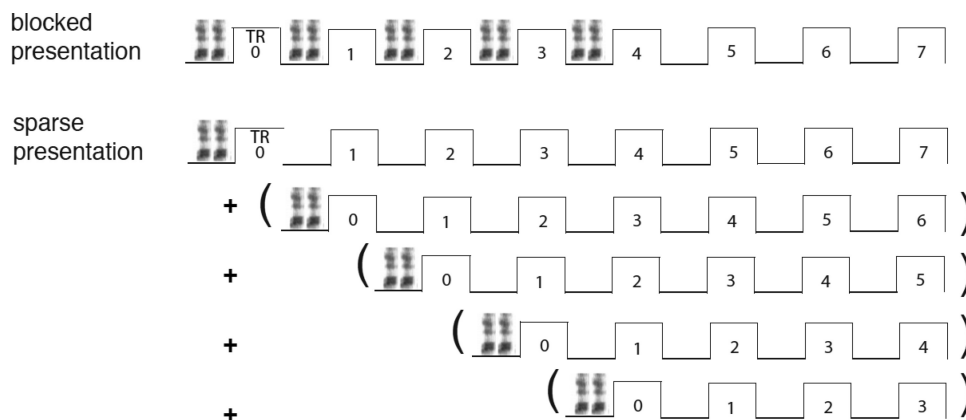 blocked
presentation
TR
0 1 2 3 4 5 6 7
sparse
presentation
TR
0 1 2 3 4 5 6 7
+ ( 0 1 2 3 4 5 6 )
+ ( 0 1 2 3 4 5 )
+ ( 0 1 2 3 4 )
+ ( 0 1 2 3 )